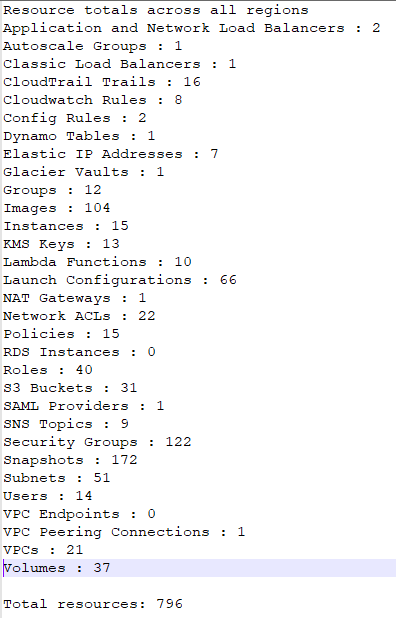 Resource totals across all regions
Application and Network Load Balancers : 2
Autoscale Groups : 1
Classic Load Balancers : 1
CloudTrail Trails : 16
Cloudwatch Rules : 8
Config Rules : 2
Dynamo Tables : 1
Elastic IP Addresses : 7
Glacier Vaults : 1
Groups : 12
Images : 104
Instances : 15
KMS Keys : 13
Lambda Functions : 10
Launch Configurations : 66
NAT Gateways : 1
Network ACLs : 22
Policies : 15
RDS Instances : 0
Roles : 40
S3 Buckets : 31
SAML Providers : 1
SNS Topics : 9
Security Groups : 122
Snapshots : 172
Subnets : 51
Users : 14
VPC Endpoints : 0
VPC Peering Connections : 1
VPCs : 21
Volumes : 37
Total resources: 796